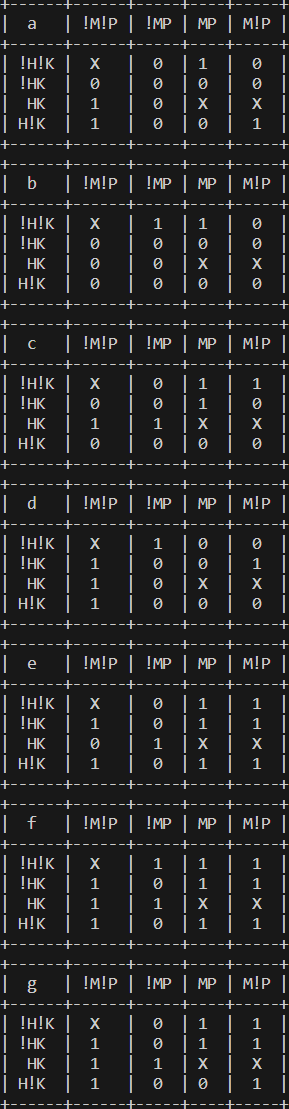 +------+------+-----+----+-----+
|  a   | !M!P | !MP | MP | M!P |
+------+------+-----+----+-----+
| !H!K |  X   |  0  | 1  |  0  |
| !HK  |  0   |  0  | 0  |  0  |
|  HK  |  1   |  0  | X  |  X  |
| H!K  |  1   |  0  | 0  |  1  |
+------+------+-----+----+-----+
+------+------+-----+----+-----+
|  b   | !M!P | !MP | MP | M!P |
+------+------+-----+----+-----+
| !H!K |  X   |  1  | 1  |  0  |
| !HK  |  0   |  0  | 0  |  0  |
|  HK  |  0   |  0  | X  |  X  |
| H!K  |  0   |  0  | 0  |  0  |
+------+------+-----+----+-----+
+------+------+-----+----+-----+
|  c   | !M!P | !MP | MP | M!P |
+------+------+-----+----+-----+
| !H!K |  X   |  0  | 1  |  1  |
| !HK  |  0   |  0  | 1  |  0  |
|  HK  |  1   |  1  | X  |  X  |
| H!K  |  0   |  0  | 0  |  0  |
+------+------+-----+----+-----+
+------+------+-----+----+-----+
|  d   | !M!P | !MP | MP | M!P |
+------+------+-----+----+-----+
| !H!K |  X   |  1  | 0  |  0  |
| !HK  |  1   |  0  | 0  |  1  |
|  HK  |  1   |  0  | X  |  X  |
| H!K  |  1   |  0  | 0  |  0  |
+------+------+-----+----+-----+
+------+------+-----+----+-----+
|  e   | !M!P | !MP | MP | M!P |
+------+------+-----+----+-----+
| !H!K |  X   |  0  | 1  |  1  |
| !HK  |  1   |  0  | 1  |  1  |
|  HK  |  0   |  1  | X  |  X  |
| H!K  |  1   |  0  | 1  |  1  |
+------+------+-----+----+-----+
+------+------+-----+----+-----+
|  f   | !M!P | !MP | MP | M!P |
+------+------+-----+----+-----+
| !H!K |  X   |  1  | 1  |  1  |
| !HK  |  1   |  0  | 1  |  1  |
|  HK  |  1   |  1  | X  |  X  |
| H!K  |  1   |  0  | 1  |  1  |
+------+------+-----+----+-----+
+------+------+-----+----+-----+
|  g   | !M!P | !MP | MP | M!P |
+------+------+-----+----+-----+
| !H!K |  X   |  0  | 1  |  1  |
| !HK  |  1   |  0  | 1  |  1  |
|  HK  |  1   |  1  | X  |  X  |
| H!K  |  1   |  0  | 0  |  1  |
+------+------+-----+----+-----+